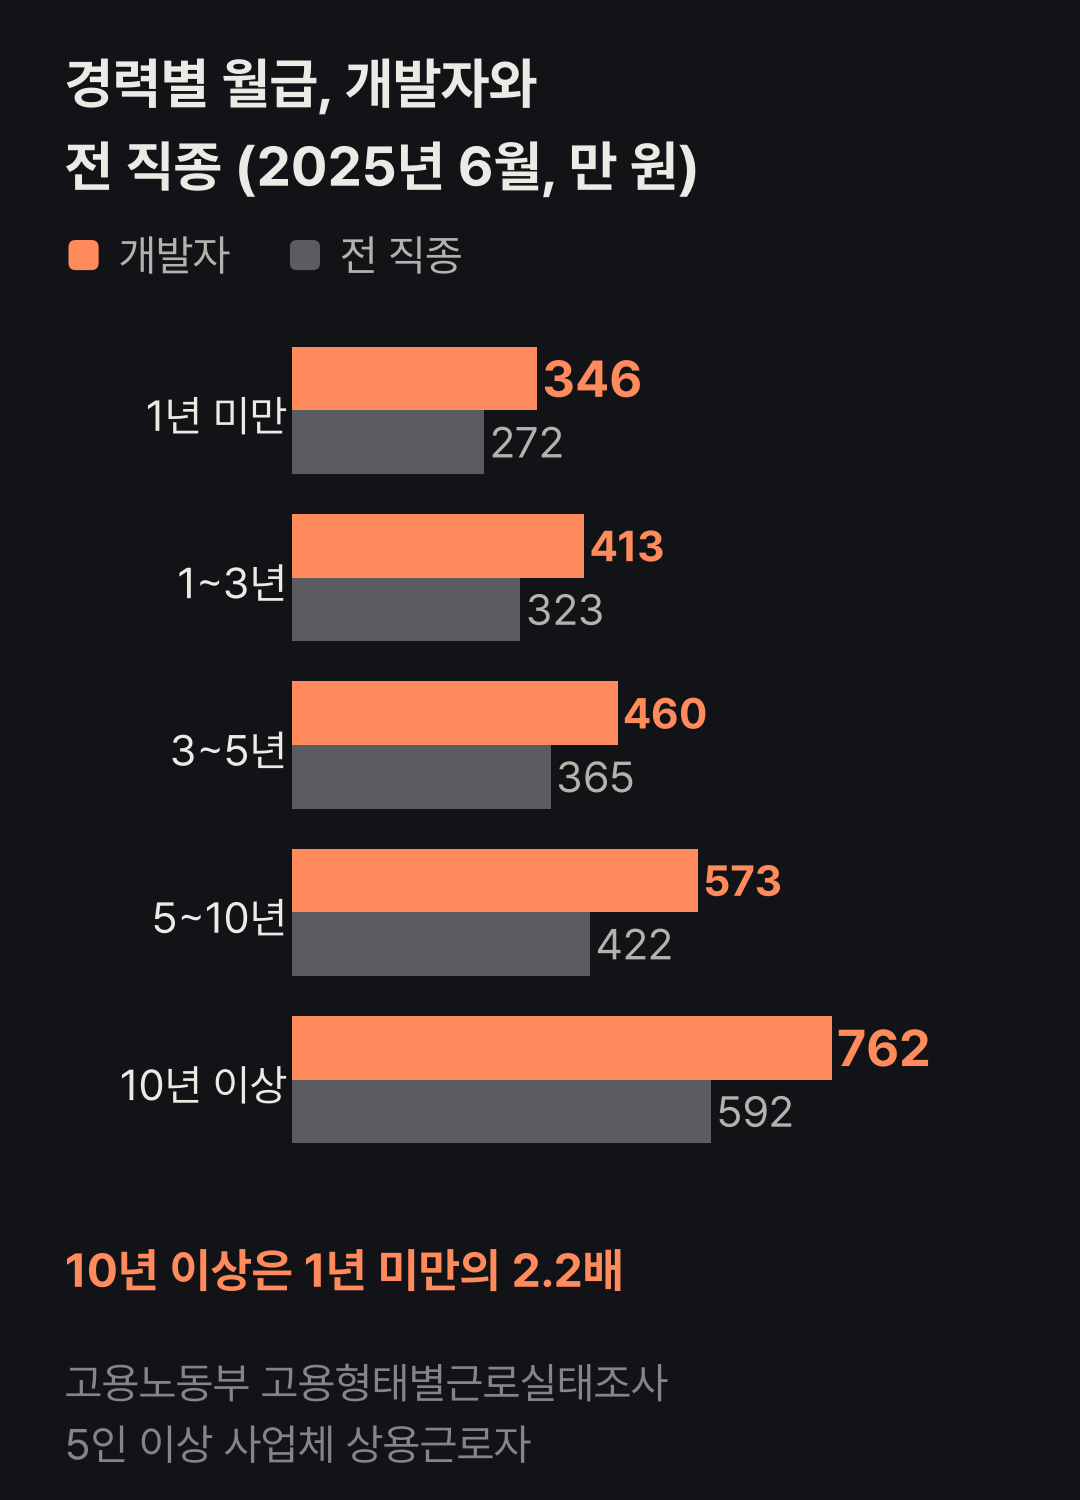 경력별 월급, 개발자와
전 직종 (2025년 6월, 만 원)
개발자 전 직종
346
1년 미만
272
413
1~3년
323
460
3~5년
365
573
5~10년
422
762
10년 이상
592
10년 이상은 1년 미만의 2.2배
고용노동부 고용형태별근로실태조사
5인 이상 사업체 상용근로자